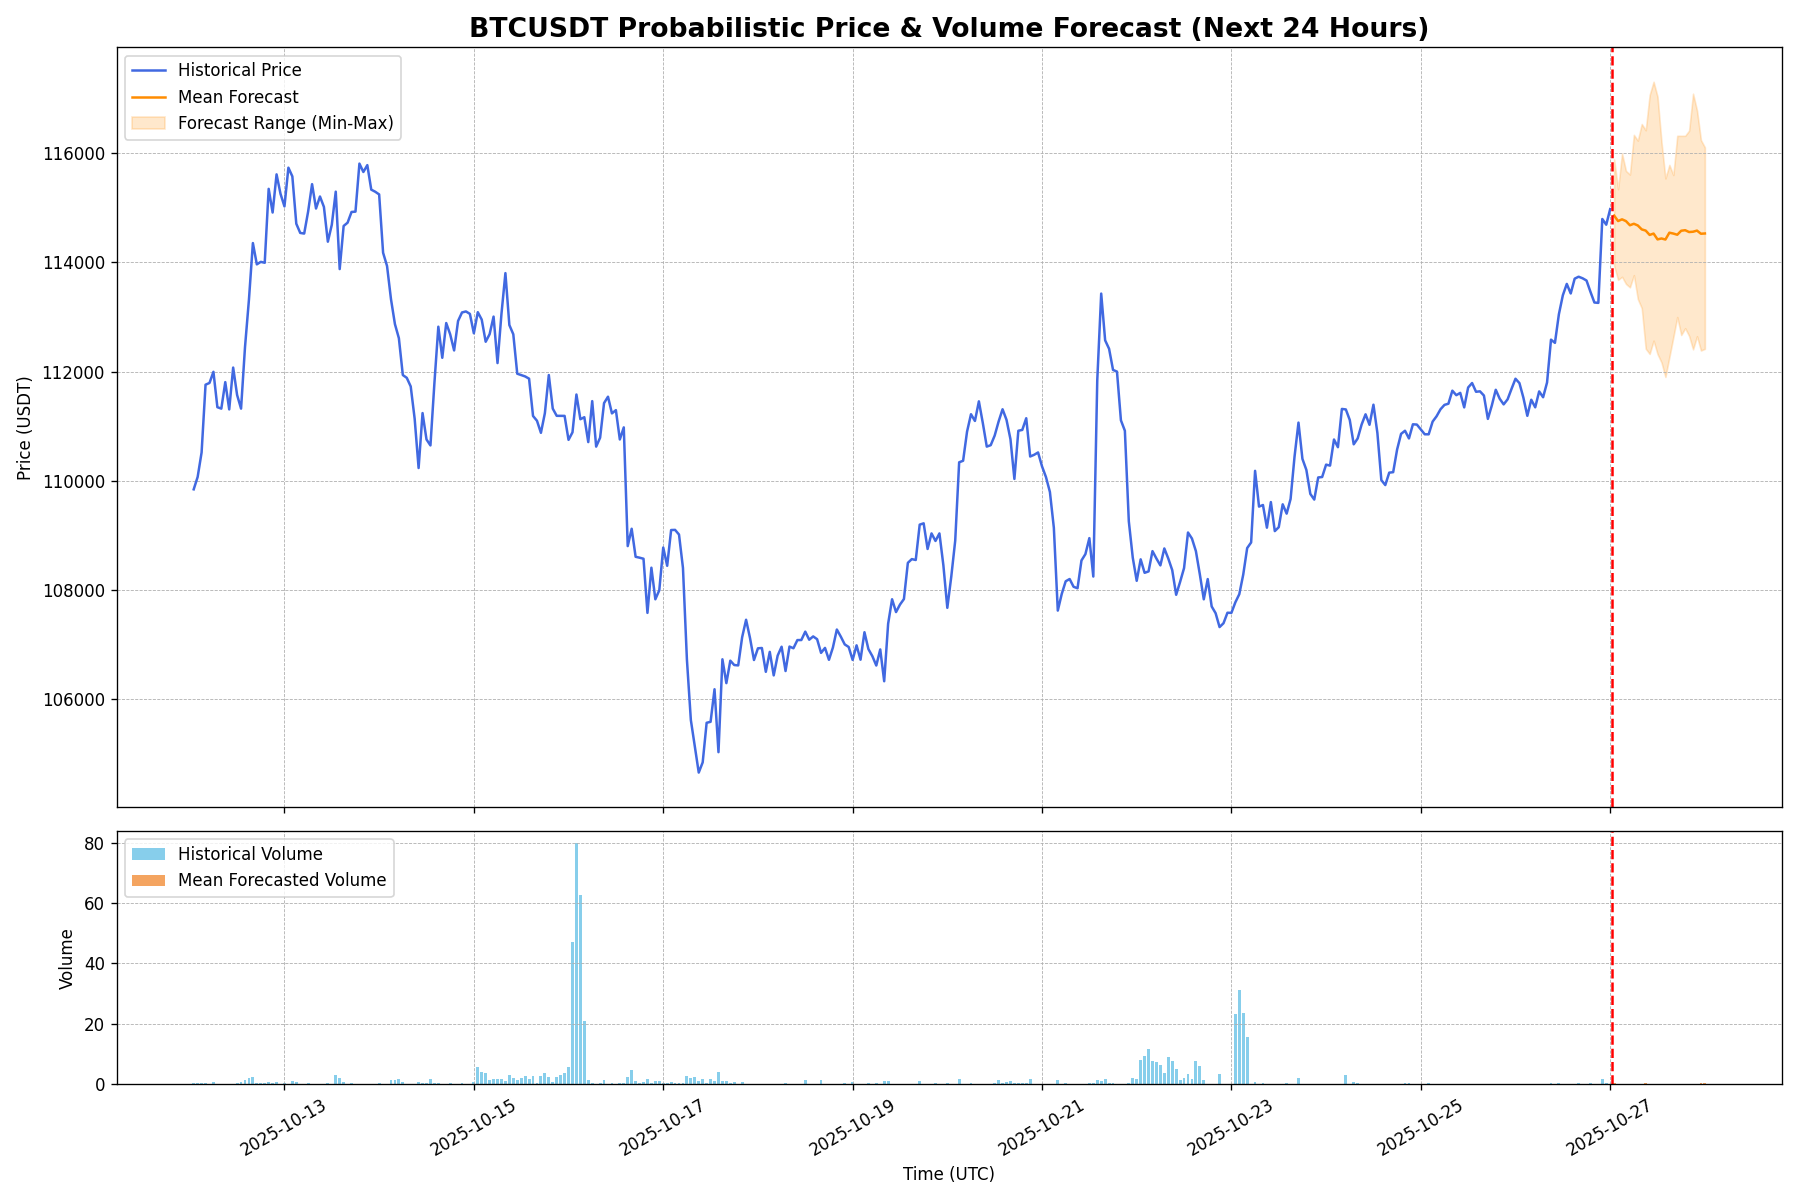 BTCUSDT Probabilistic Price & Volume Forecast (Next 24 Hours)
Historical Price
Mean Forecast
Forecast Range (Min-Max)
116000
114000
112000
110000
108000
106000
Price (USDT)
Historical Volume
Mean Forecasted Volume
80
60
40
20
0
Volume
2025-10-13
2025-10-15
2025-10-17
2025-10-19
2025-10-21
2025-10-23
2025-10-25
2025-10-27
Time (UTC)